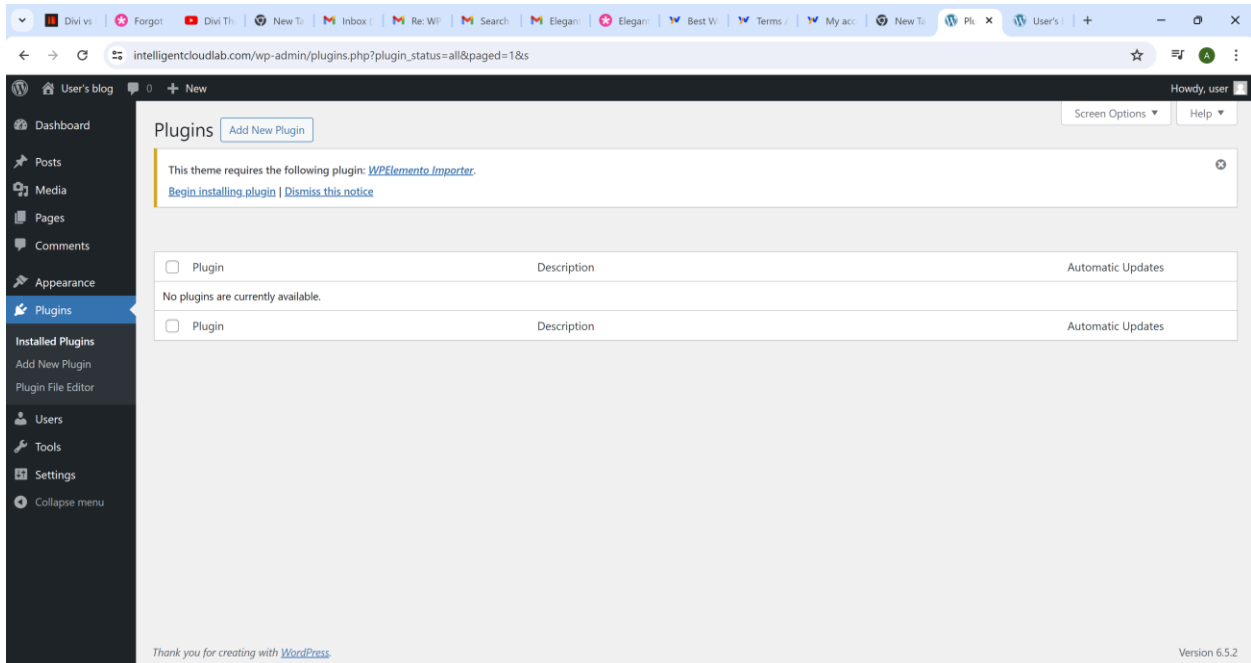 Divi vs
Forgot
Divi Th
New Ta
Inbox (
Re: WP
Search
Elegant
Elegant
Best W
Terms
My acc
New Ta
Plu
User's
intelligentcloudlab.com/wp-admin/plugins.php?plugin_status=all&paged=1&s
A
User's blog 0 + New Howdy, user
Screen Options ▼ Help ▼
Dashboard
Posts
Media
Pages
Comments
Appearance
Plugins
Installed Plugins
Add New Plugin
Plugin File Editor
Users
Tools
Settings
Collapse menu
Plugins Add New Plugin
This theme requires the following plugin: WPElemento Importer.
Begin installing plugin | Dismiss this notice
Plugin Description Automatic Updates
No plugins are currently available.
Plugin Description Automatic Updates
Thank you for creating with WordPress. Version 6.5.2